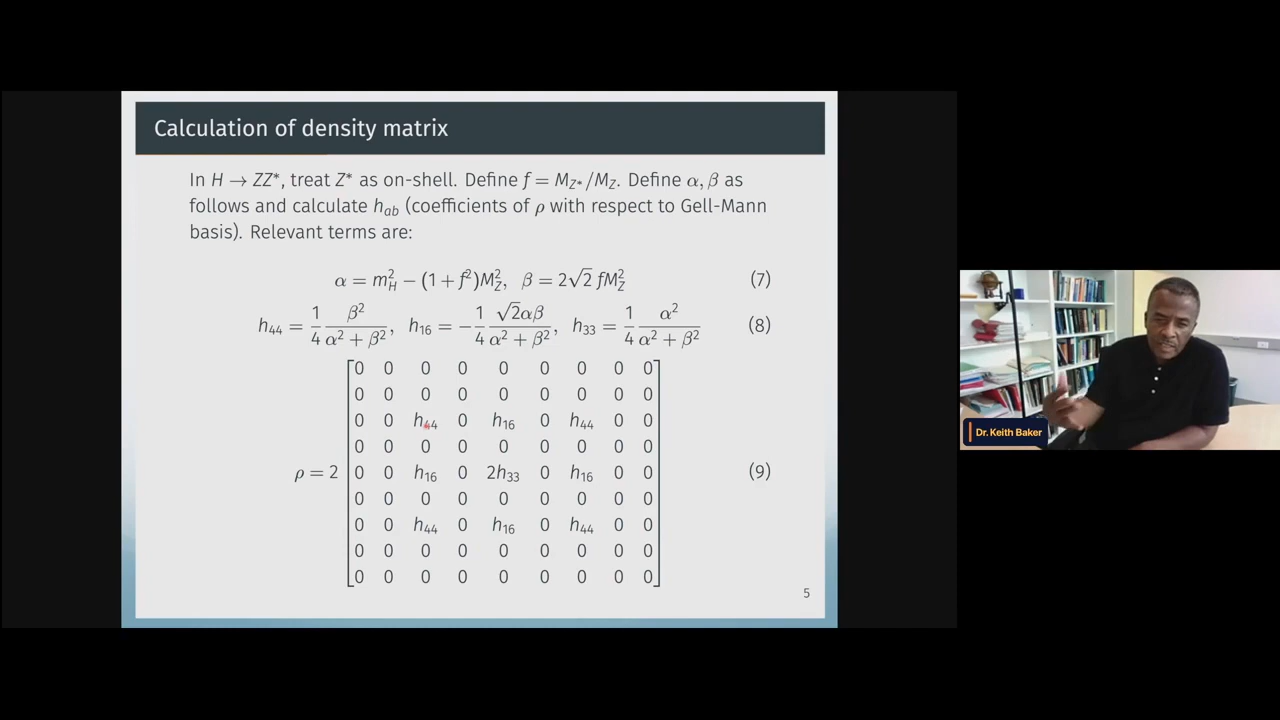 Calculation of density matrix
In H → ZZ*, treat Z* as on-shell. Define f = M_{Z*}/M_Z. Define α, β as
follows and calculate h_{ab} (coefficients of ρ with respect to Gell-Mann
basis). Relevant terms are:
α = m_H^2 − (1 + f^2)M_Z^2, β = 2√2 fM_Z^2 (7)
h_{44} = \frac{1}{4} \frac{β^2}{α^2 + β^2}, h_{16} = −\frac{1}{4} \frac{√2αβ}{α^2 + β^2}, h_{33} = \frac{1}{4} \frac{α^2}{α^2 + β^2} (8)
0 0 0 0 0 0 0 0 0
0 0 0 0 0 0 0 0 0
0 0 h_{44} 0 h_{16} 0 h_{44} 0 0
0 0 0 0 0 0 0 0 0
ρ = 2 0 0 h_{16} 0 2h_{33} 0 h_{16} 0 0 (9)
0 0 0 0 0 0 0 0 0
0 0 h_{44} 0 h_{16} 0 h_{44} 0 0
0 0 0 0 0 0 0 0 0
0 0 0 0 0 0 0 0 0
5
Dr. Keith Baker